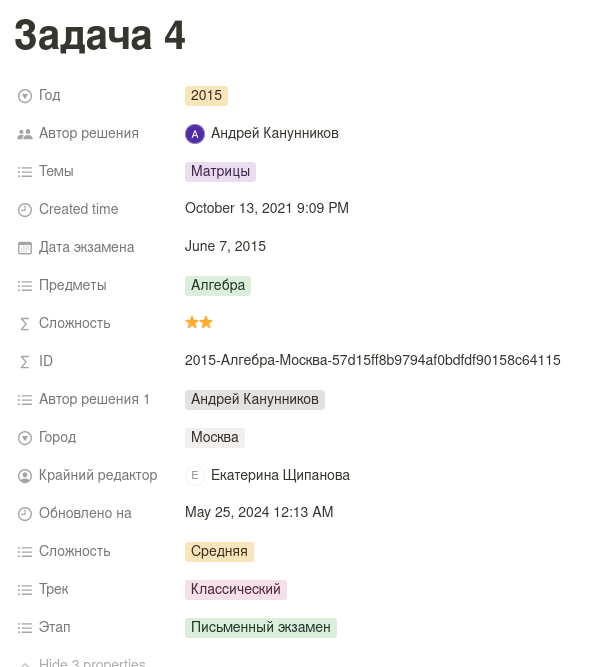 Задача 4
Год 2015
Автор решения А Андрей Канунников
Темы Матрицы
Created time October 13, 2021 9:09 PM
Дата экзамена June 7, 2015
Предметы Алгебра
Сложность ⭐⭐
ID 2015-Алгебра-Москва-57d15ff8b9794af0bdfdf90158c64115
Автор решения 1 Андрей Канунников
Город Москва
Крайний редактор Е Екатерина Щипанова
Обновлено на May 25, 2024 12:13 AM
Сложность Средняя
Трек Классический
Этап Письменный экзамен
Hide 3 properties